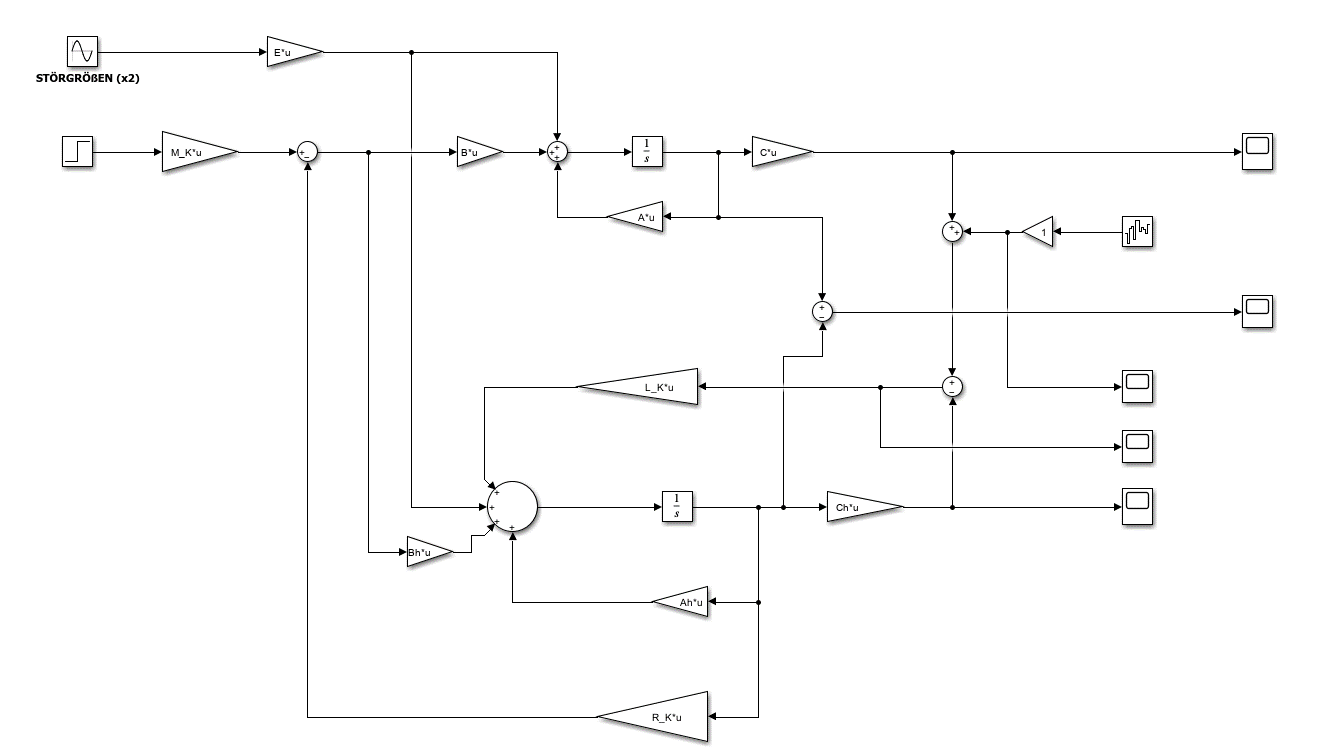 E*u
STÖRGRÖßEN (x2)
M_K*u
+
−
B*u
+
+
+
1
s
C*u
A*u
+
+
1
+
−
L_K*u
+
−
+
+
+
+
1
s
Ch*u
Bh*u
Ah*u
R_K*u